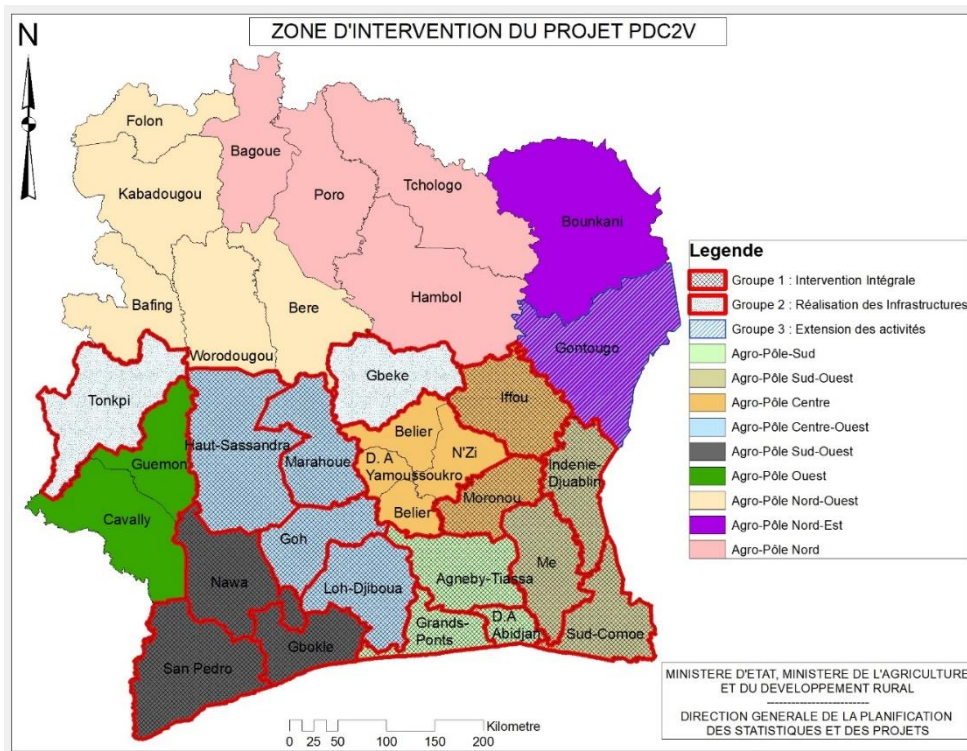 ZONE D'INTERVENTION DU PROJET PDC2V
N
Folon
Bagoue
Kabadougou
Poro
Tchologo
Bounkani
Bafing
Bere
Hambol
Worodougou
Gontougo
Tonkpi
Gbeke
Iffou
Haut-Sassandra
Belier
Guemon
Marahoue
D.A
N'Zi
Yamoussoukro
Indenie-
Djuablin
Cavally
Belier
Moronou
Goh
Me
Nawa
Loh-Djiboua
Agneby-Tiassa
Grands-
Ponts
D.A
Abidjan
Sud-Comoe
Gbokle
San Pedro
Legende
Groupe 1 : Intervention Intégrale
Groupe 2 : Réalisation des Infrastructures
Groupe 3 : Extension des activités
Agro-Pôle-Sud
Agro-Pôle Sud-Ouest
Agro-Pôle Centre
Agro-Pôle Centre-Ouest
Agro-Pôle Sud-Ouest
Agro-Pôle Ouest
Agro-Pôle Nord-Ouest
Agro-Pôle Nord-Est
Agro-Pôle Nord
Kilometre
0 25 50 100 150 200
MINISTERE D'ETAT, MINISTERE DE L'AGRICULTURE
ET DU DEVELOPPEMENT RURAL
-------------------------
DIRECTION GENERALE DE LA PLANIFICATION
DES STATISTIQUES ET DES PROJETS